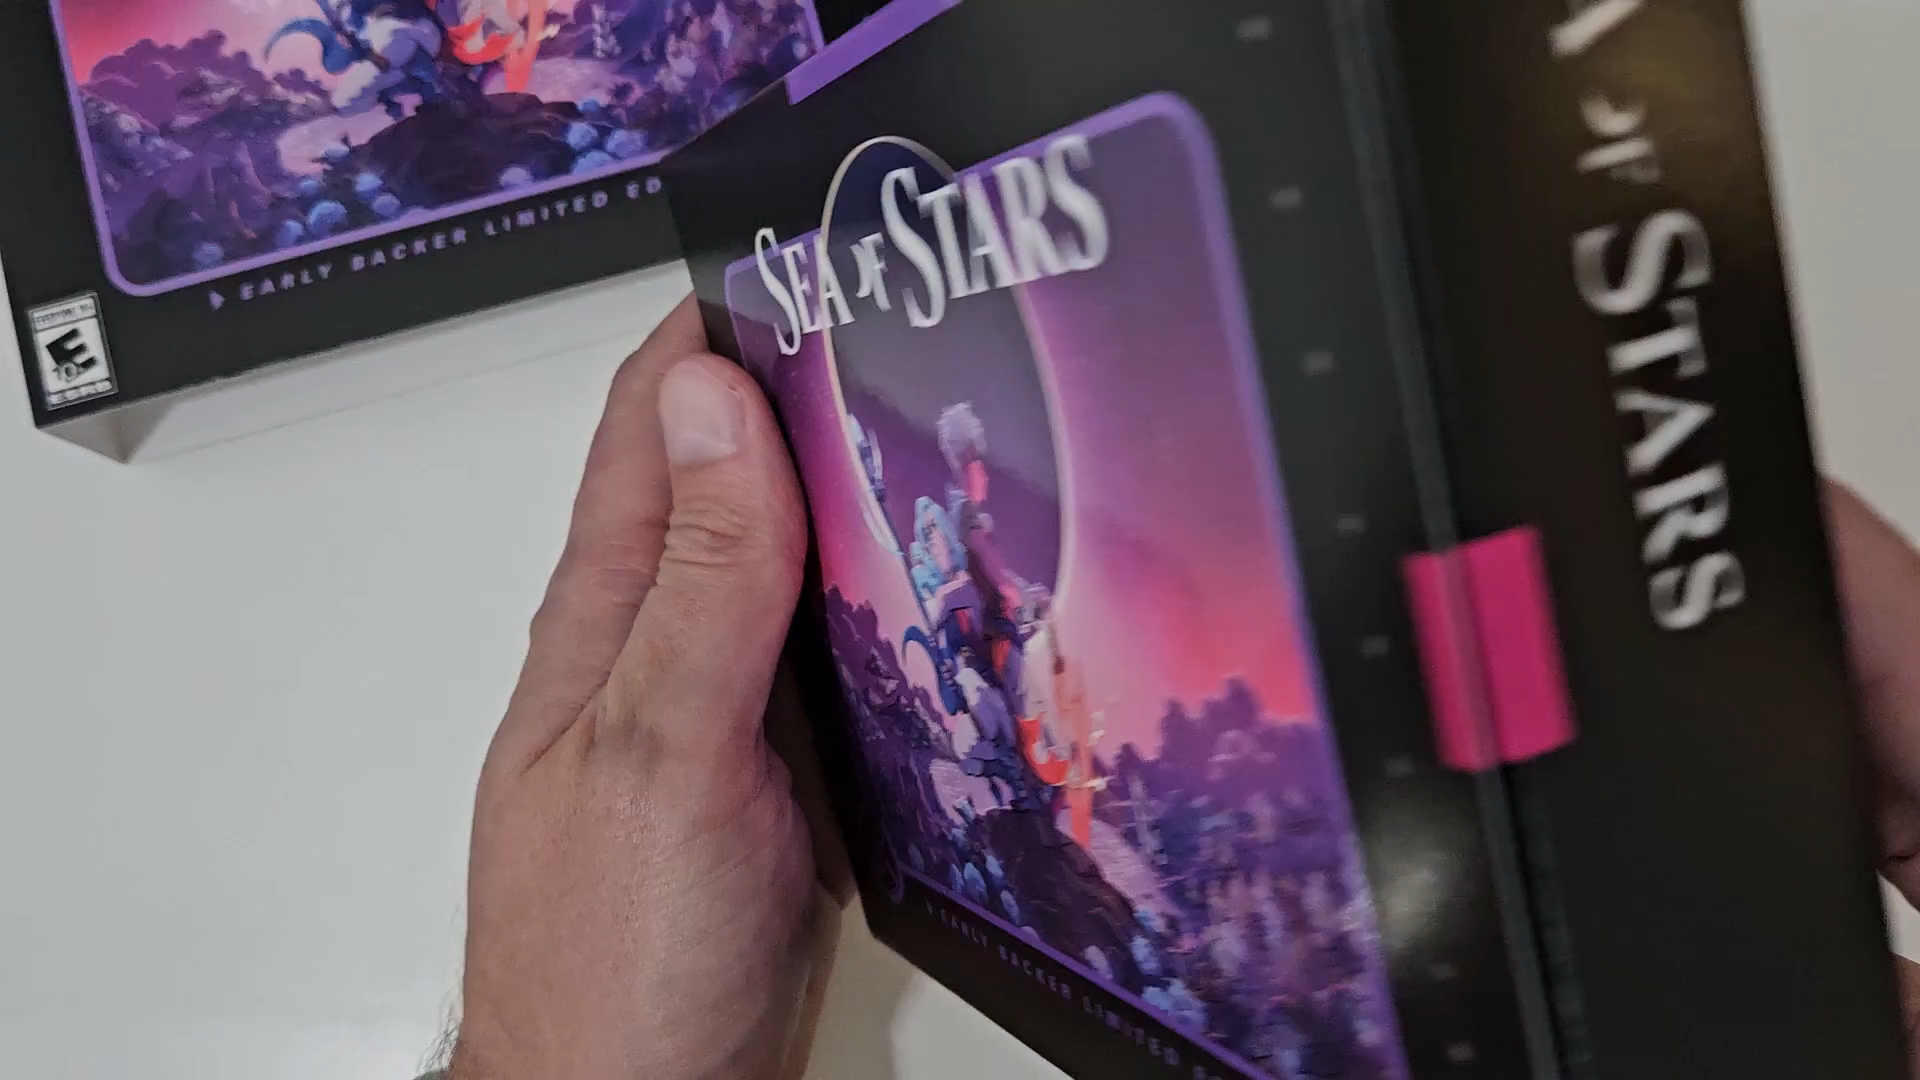 EARLY BACKER LIMITED ED
E
SEA OF STARS
OF STARS
EARLY BACKER LIMITED